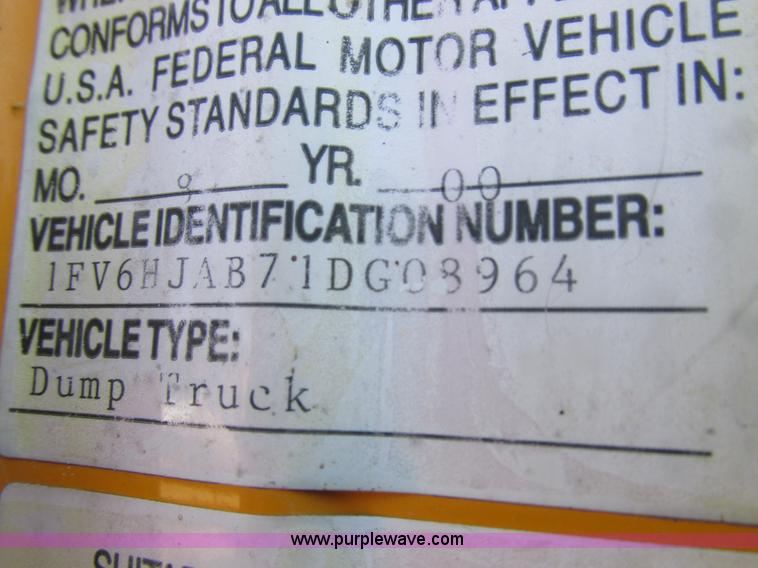 CONFORMS TO ALL OTHER
U.S.A. FEDERAL MOTOR VEHICLE
SAFETY STANDARDS IN EFFECT IN:
MO. 9 YR. 00
VEHICLE IDENTIFICATION NUMBER:
1FV6HJAB71DG08964
VEHICLE TYPE:
Dump Truck
www.purplewave.com